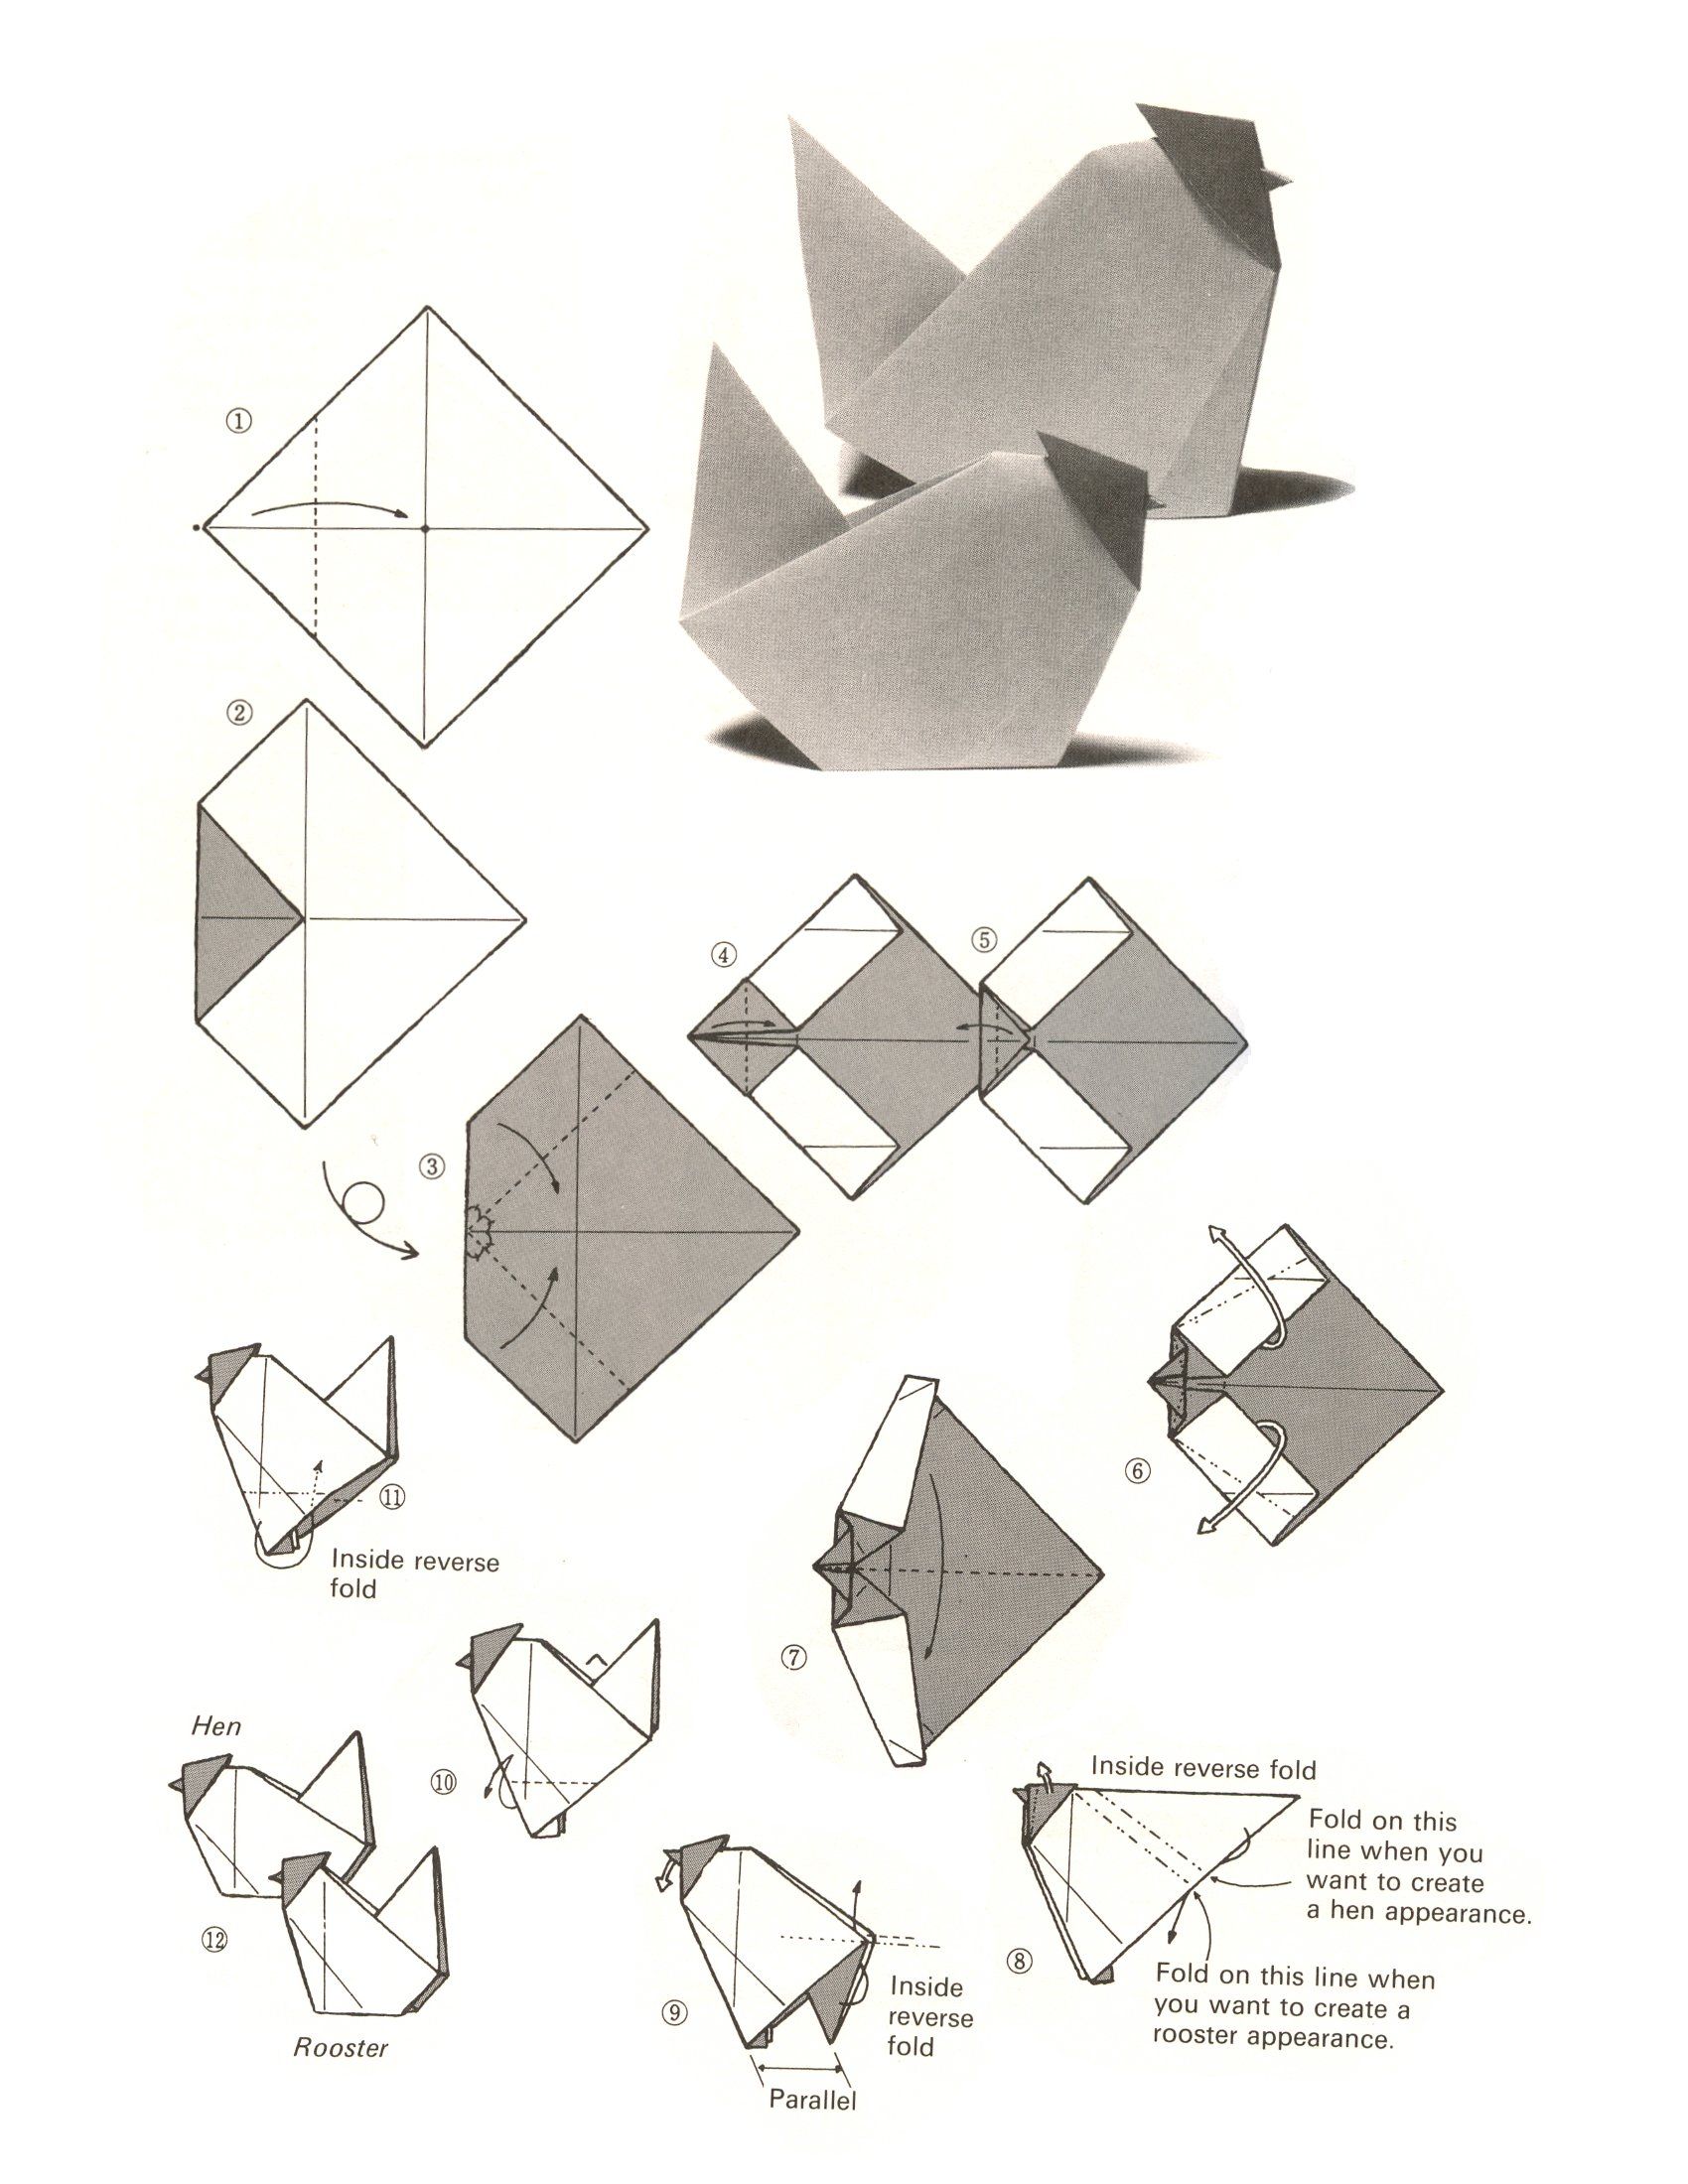 ①
②
③
④
⑤
⑥
⑦
Inside reverse fold
Fold on this
line when you
want to create
a hen appearance.
Fold on this line when
you want to create a
rooster appearance.
⑧
⑨
Inside
reverse
fold
Parallel
⑩
⑪
Inside reverse
fold
Hen
⑫
Rooster